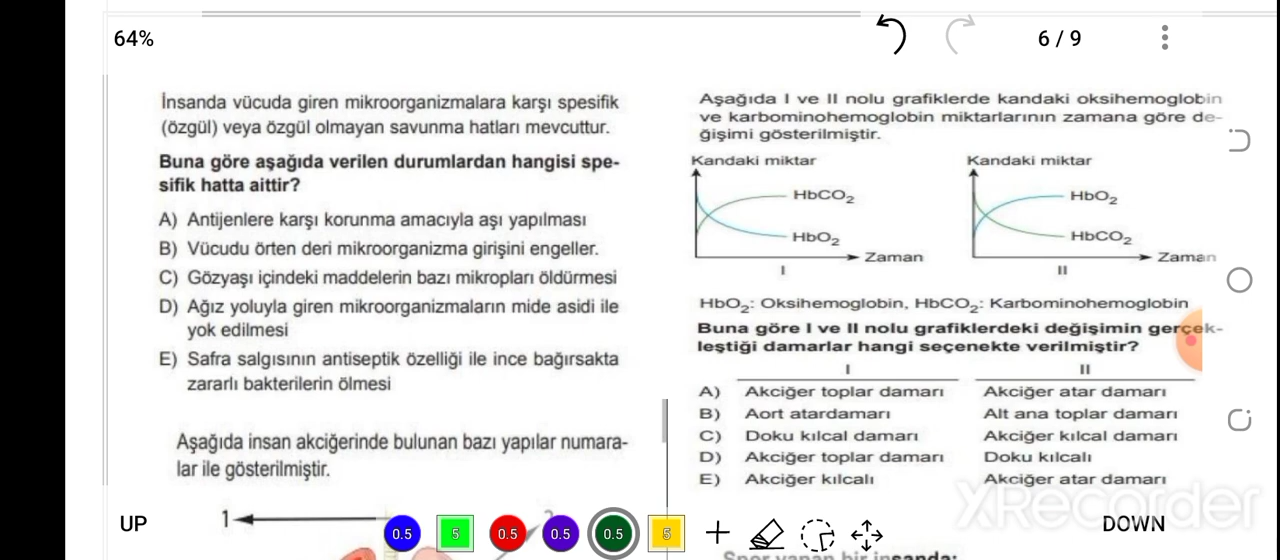 64%
6 / 9
İnsanda vücuda giren mikroorganizmalara karşı spesifik
(özgül) veya özgül olmayan savunma hatları mevcuttur.
Buna göre aşağıda verilen durumlardan hangisi spe-
sifik hatta aittir?
A) Antijenlere karşı korunma amacıyla aşı yapılması
B) Vücudu örten deri mikroorganizma girişini engeller.
C) Gözyaşı içindeki maddelerin bazı mikropları öldürmesi
D) Ağız yoluyla giren mikroorganizmaların mide asidi ile
yok edilmesi
E) Safra salgısının antiseptik özelliği ile ince bağırsakta
zararlı bakterilerin ölmesi
Aşağıda insan akciğerinde bulunan bazı yapılar numara-
lar ile gösterilmiştir.
1
2
Aşağıda I ve II nolu grafiklerde kandaki oksihemoglobin
ve karbominohemoglobin miktarlarının zamana göre de-
ğişimi gösterilmiştir.
Kandaki miktar
HbCO₂
HbO₂
Zaman
I
Kandaki miktar
HbO₂
HbCO₂
Zaman
II
HbO₂: Oksihemoglobin, HbCO₂: Karbominohemoglobin
Buna göre I ve II nolu grafiklerdeki değişimin gerçek-
leştiği damarlar hangi seçenekte verilmiştir?
I II
A) Akciğer toplar damarı Akciğer atar damarı
B) Aort atardamarı Alt ana toplar damarı
C) Doku kılcal damarı Akciğer kılcal damarı
D) Akciğer toplar damarı Doku kılcalı
E) Akciğer kılcalı Akciğer atar damarı
XRecorder
UP
0.5 5 0.5 0.5 0.5 5
DOWN
Spor yapan bir insanda: